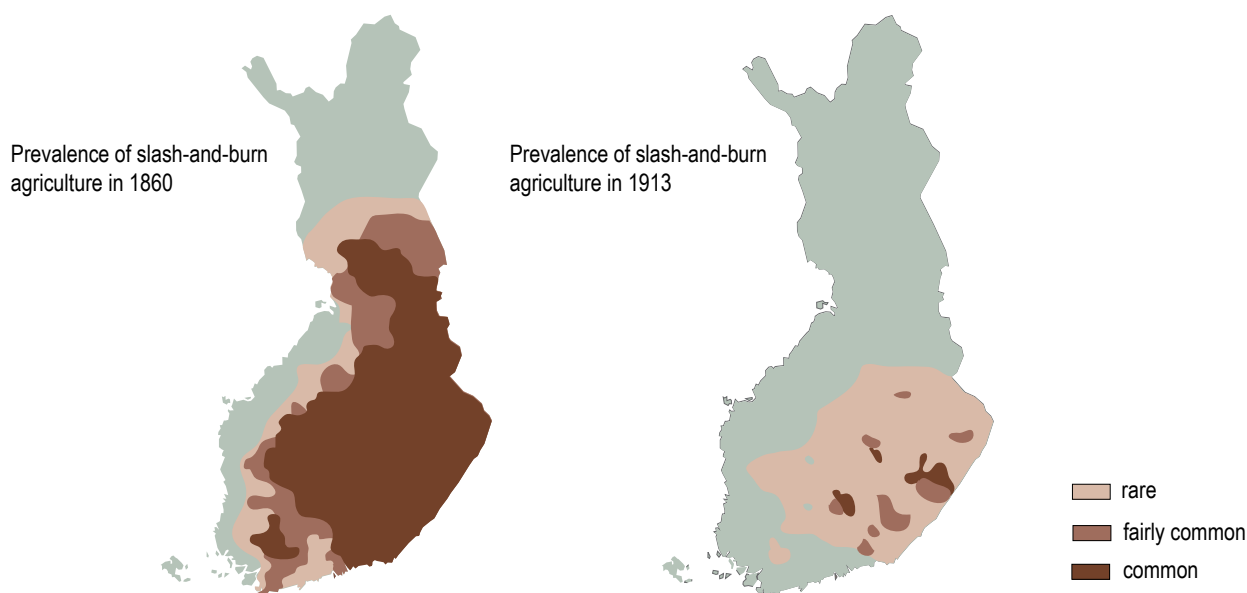 Prevalence of slash-and-burn
agriculture in 1860
Prevalence of slash-and-burn
agriculture in 1913
rare
fairly common
common